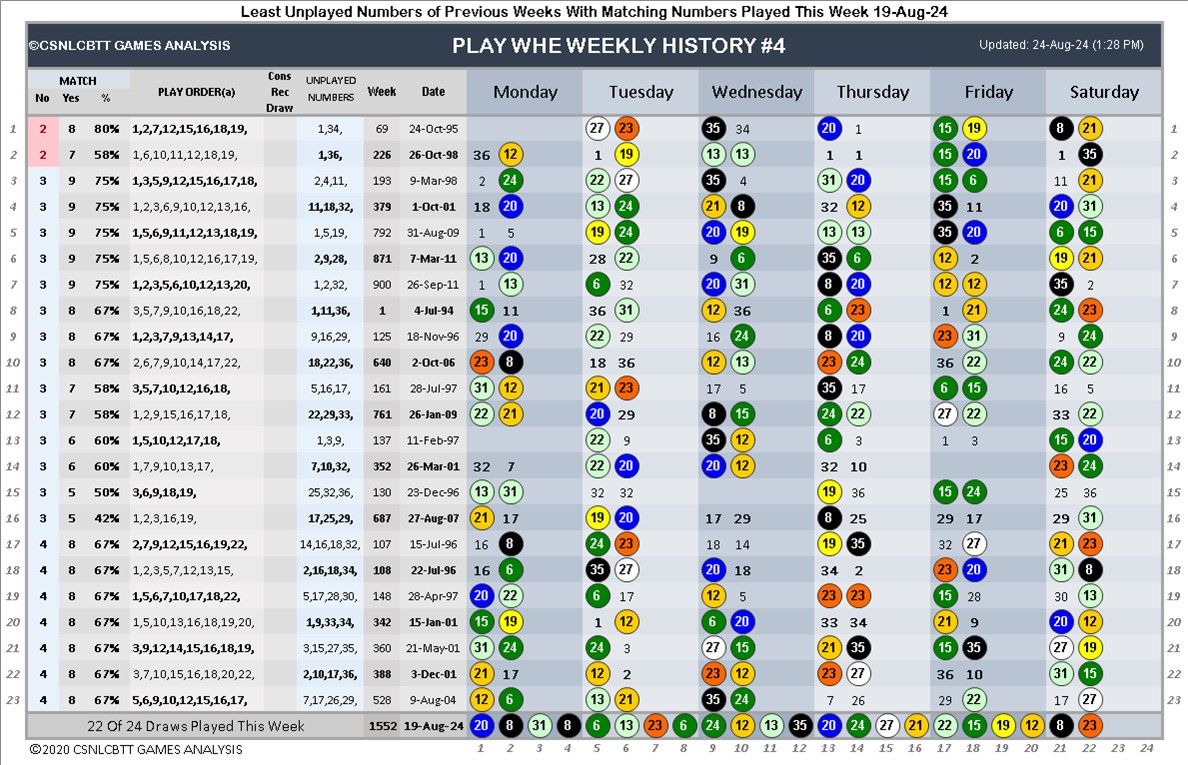 Least Unplayed Numbers of Previous Weeks With Matching Numbers Played This Week 19-Aug-24
©CSNLCBTT GAMES ANALYSIS PLAY WHE WEEKLY HISTORY #4 Updated: 24-Aug-24 (1:28 PM)
MATCH No Yes % PLAY ORDER(a) Cons Rec Draw UNPLAYED NUMBERS Week Date Monday Tuesday Wednesday Thursday Friday Saturday
1 2 8 80% 1,2,7,12,15,16,18,19, 1,34, 69 24-Oct-95 27 23 35 34 20 1 15 19 8 21 1
2 2 7 58% 1,6,10,11,12,18,19, 1,36, 226 26-Oct-98 36 12 1 19 13 13 1 1 15 20 1 35 2
3 3 9 75% 1,3,5,9,12,15,16,17,18, 2,4,11, 193 9-Mar-98 2 24 22 27 35 4 31 20 15 6 11 21 3
4 3 9 75% 1,2,5,6,9,10,12,13,16, 11,18,32, 379 1-Oct-01 18 20 13 24 21 8 32 12 35 11 20 31 4
5 3 9 75% 1,5,6,9,11,12,13,18,19, 1,5,19, 792 31-Aug-09 1 5 19 24 20 19 13 13 35 20 6 15 5
6 3 9 75% 1,5,6,8,10,12,16,17,19, 2,9,28, 871 7-Mar-11 13 20 28 22 9 6 35 6 12 2 19 21 6
7 3 9 75% 1,2,3,5,6,10,12,13,20, 1,2,32, 900 26-Sep-11 1 13 6 32 20 31 8 20 12 12 35 2 7
8 3 8 67% 3,5,7,9,10,16,18,22, 1,11,36, 1 4-Jul-94 15 11 36 31 12 36 6 23 1 21 24 23 8
9 3 8 67% 1,2,3,7,9,13,14,17, 9,16,29, 125 18-Nov-96 29 20 22 29 16 24 8 20 23 31 9 24 9
10 3 8 67% 2,6,7,9,10,14,17,22, 18,22,36, 640 2-Oct-06 23 8 18 36 12 13 23 24 36 22 24 22 10
11 3 7 58% 3,5,7,10,12,16,18, 5,16,17, 161 28-Jul-97 31 12 21 23 17 5 35 17 6 15 16 5 11
12 3 7 58% 1,2,9,15,16,17,18, 22,29,33, 761 26-Jan-09 22 21 20 29 8 15 24 22 27 22 33 22 12
13 3 6 60% 1,5,10,12,17,18, 1,3,9, 137 11-Feb-97 22 9 35 12 6 3 1 3 15 20 13
14 3 6 60% 1,7,9,10,13,17, 7,10,32, 352 26-Mar-01 32 7 22 20 20 12 32 10 23 24 14
15 3 5 50% 3,6,9,18,19, 25,32,36, 130 23-Dec-96 13 31 32 32 19 36 15 24 25 36 15
16 3 5 42% 1,2,3,16,19, 17,25,29, 687 27-Aug-07 21 17 19 20 17 29 8 25 29 17 29 31 16
17 4 8 67% 2,7,9,12,15,16,19,22, 14,16,18,32, 107 15-Jul-96 16 8 24 23 18 14 19 35 32 27 21 23 17
18 4 8 67% 1,2,3,5,7,12,13,15, 2,16,18,34, 108 22-Jul-96 16 6 35 27 20 18 34 2 23 20 31 8 18
19 4 8 67% 1,5,6,7,10,17,18,22, 5,17,28,30, 148 28-Apr-97 20 22 6 17 12 5 23 23 15 28 30 13 19
20 4 8 67% 1,5,10,13,16,18,19,20, 1,9,33,34, 342 15-Jan-01 15 19 1 12 6 20 33 34 21 9 20 12 20
21 4 8 67% 3,9,12,14,15,16,18,19, 3,15,27,35, 360 21-May-01 31 24 24 3 27 15 21 35 15 35 27 19 21
22 4 8 67% 3,7,10,15,16,18,20,22, 2,10,17,36, 388 3-Dec-01 21 17 12 2 23 12 23 27 36 10 31 15 22
23 4 8 67% 5,6,9,10,12,15,16,17, 7,17,26,29, 528 9-Aug-04 12 6 13 21 35 24 7 26 29 22 17 27 23
22 Of 24 Draws Played This Week 1552 19-Aug-24 20 8 31 8 6 13 23 6 24 12 13 35 20 24 27 21 22 15 19 12 8 23
©2020 CSNLCBTT GAMES ANALYSIS 1 2 3 4 5 6 7 8 9 10 11 12 13 14 15 16 17 18 19 20 21 22 23 24